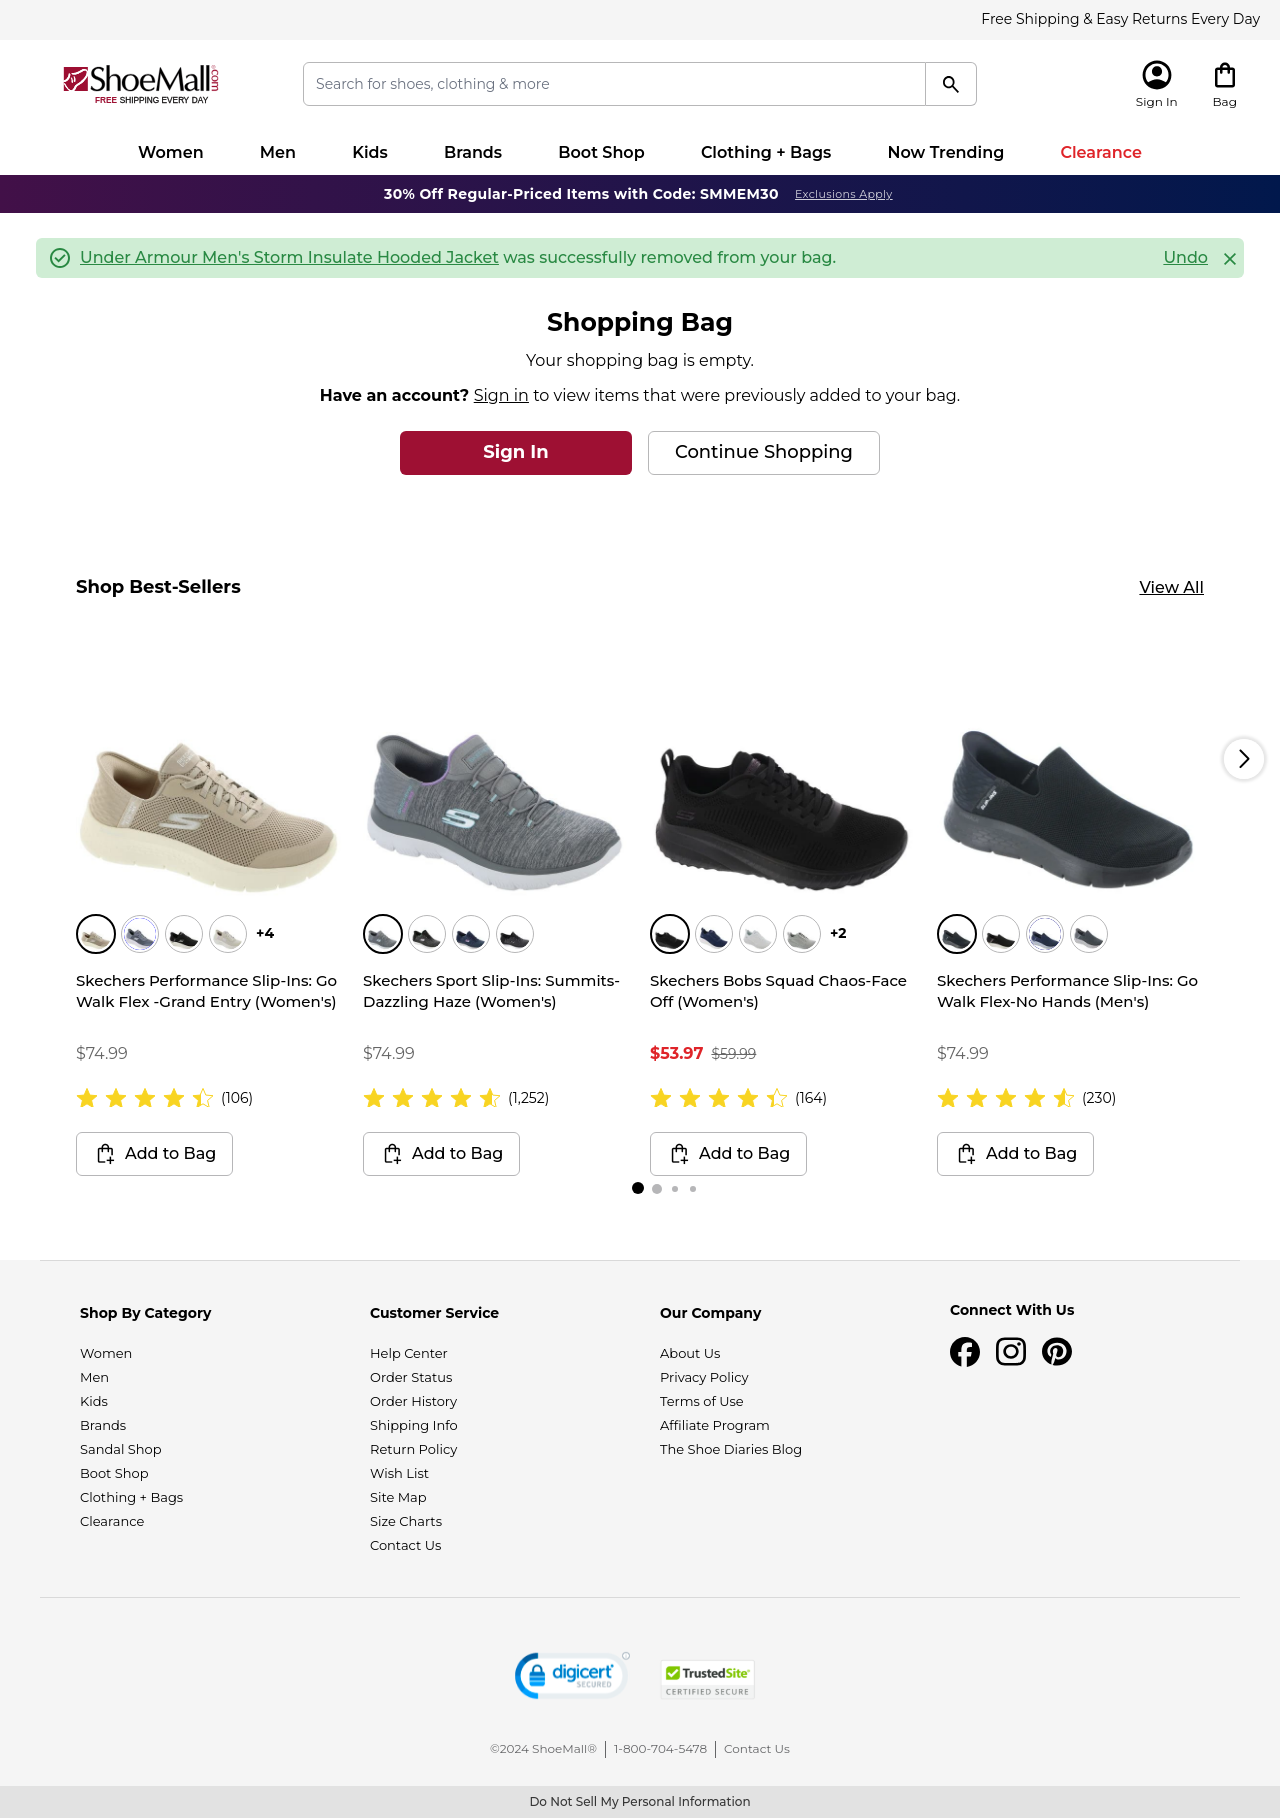 Free Shipping & Easy Returns Every Day
ShoeMall.com
FREE SHIPPING EVERY DAY
Search for shoes, clothing & more
Sign In
Bag
Women Men Kids Brands Boot Shop Clothing + Bags Now Trending Clearance
30% Off Regular-Priced Items with Code: SMMEM30 Exclusions Apply
Under Armour Men's Storm Insulate Hooded Jacket was successfully removed from your bag. Undo
Shopping Bag
Your shopping bag is empty.
Have an account? Sign in to view items that were previously added to your bag.
Sign In Continue Shopping
Shop Best-Sellers View All
+4
Skechers Performance Slip-Ins: Go
Walk Flex -Grand Entry (Women's)
$74.99
(106)
Add to Bag
Skechers Sport Slip-Ins: Summits-
Dazzling Haze (Women's)
$74.99
(1,252)
Add to Bag
+2
Skechers Bobs Squad Chaos-Face
Off (Women's)
$53.97 $59.99
(164)
Add to Bag
Skechers Performance Slip-Ins: Go
Walk Flex-No Hands (Men's)
$74.99
(230)
Add to Bag
Shop By Category
Women
Men
Kids
Brands
Sandal Shop
Boot Shop
Clothing + Bags
Clearance
Customer Service
Help Center
Order Status
Order History
Shipping Info
Return Policy
Wish List
Site Map
Size Charts
Contact Us
Our Company
About Us
Privacy Policy
Terms of Use
Affiliate Program
The Shoe Diaries Blog
Connect With Us
digicert
SECURED
TrustedSite
CERTIFIED SECURE
©2024 ShoeMall® 1-800-704-5478 Contact Us
Do Not Sell My Personal Information